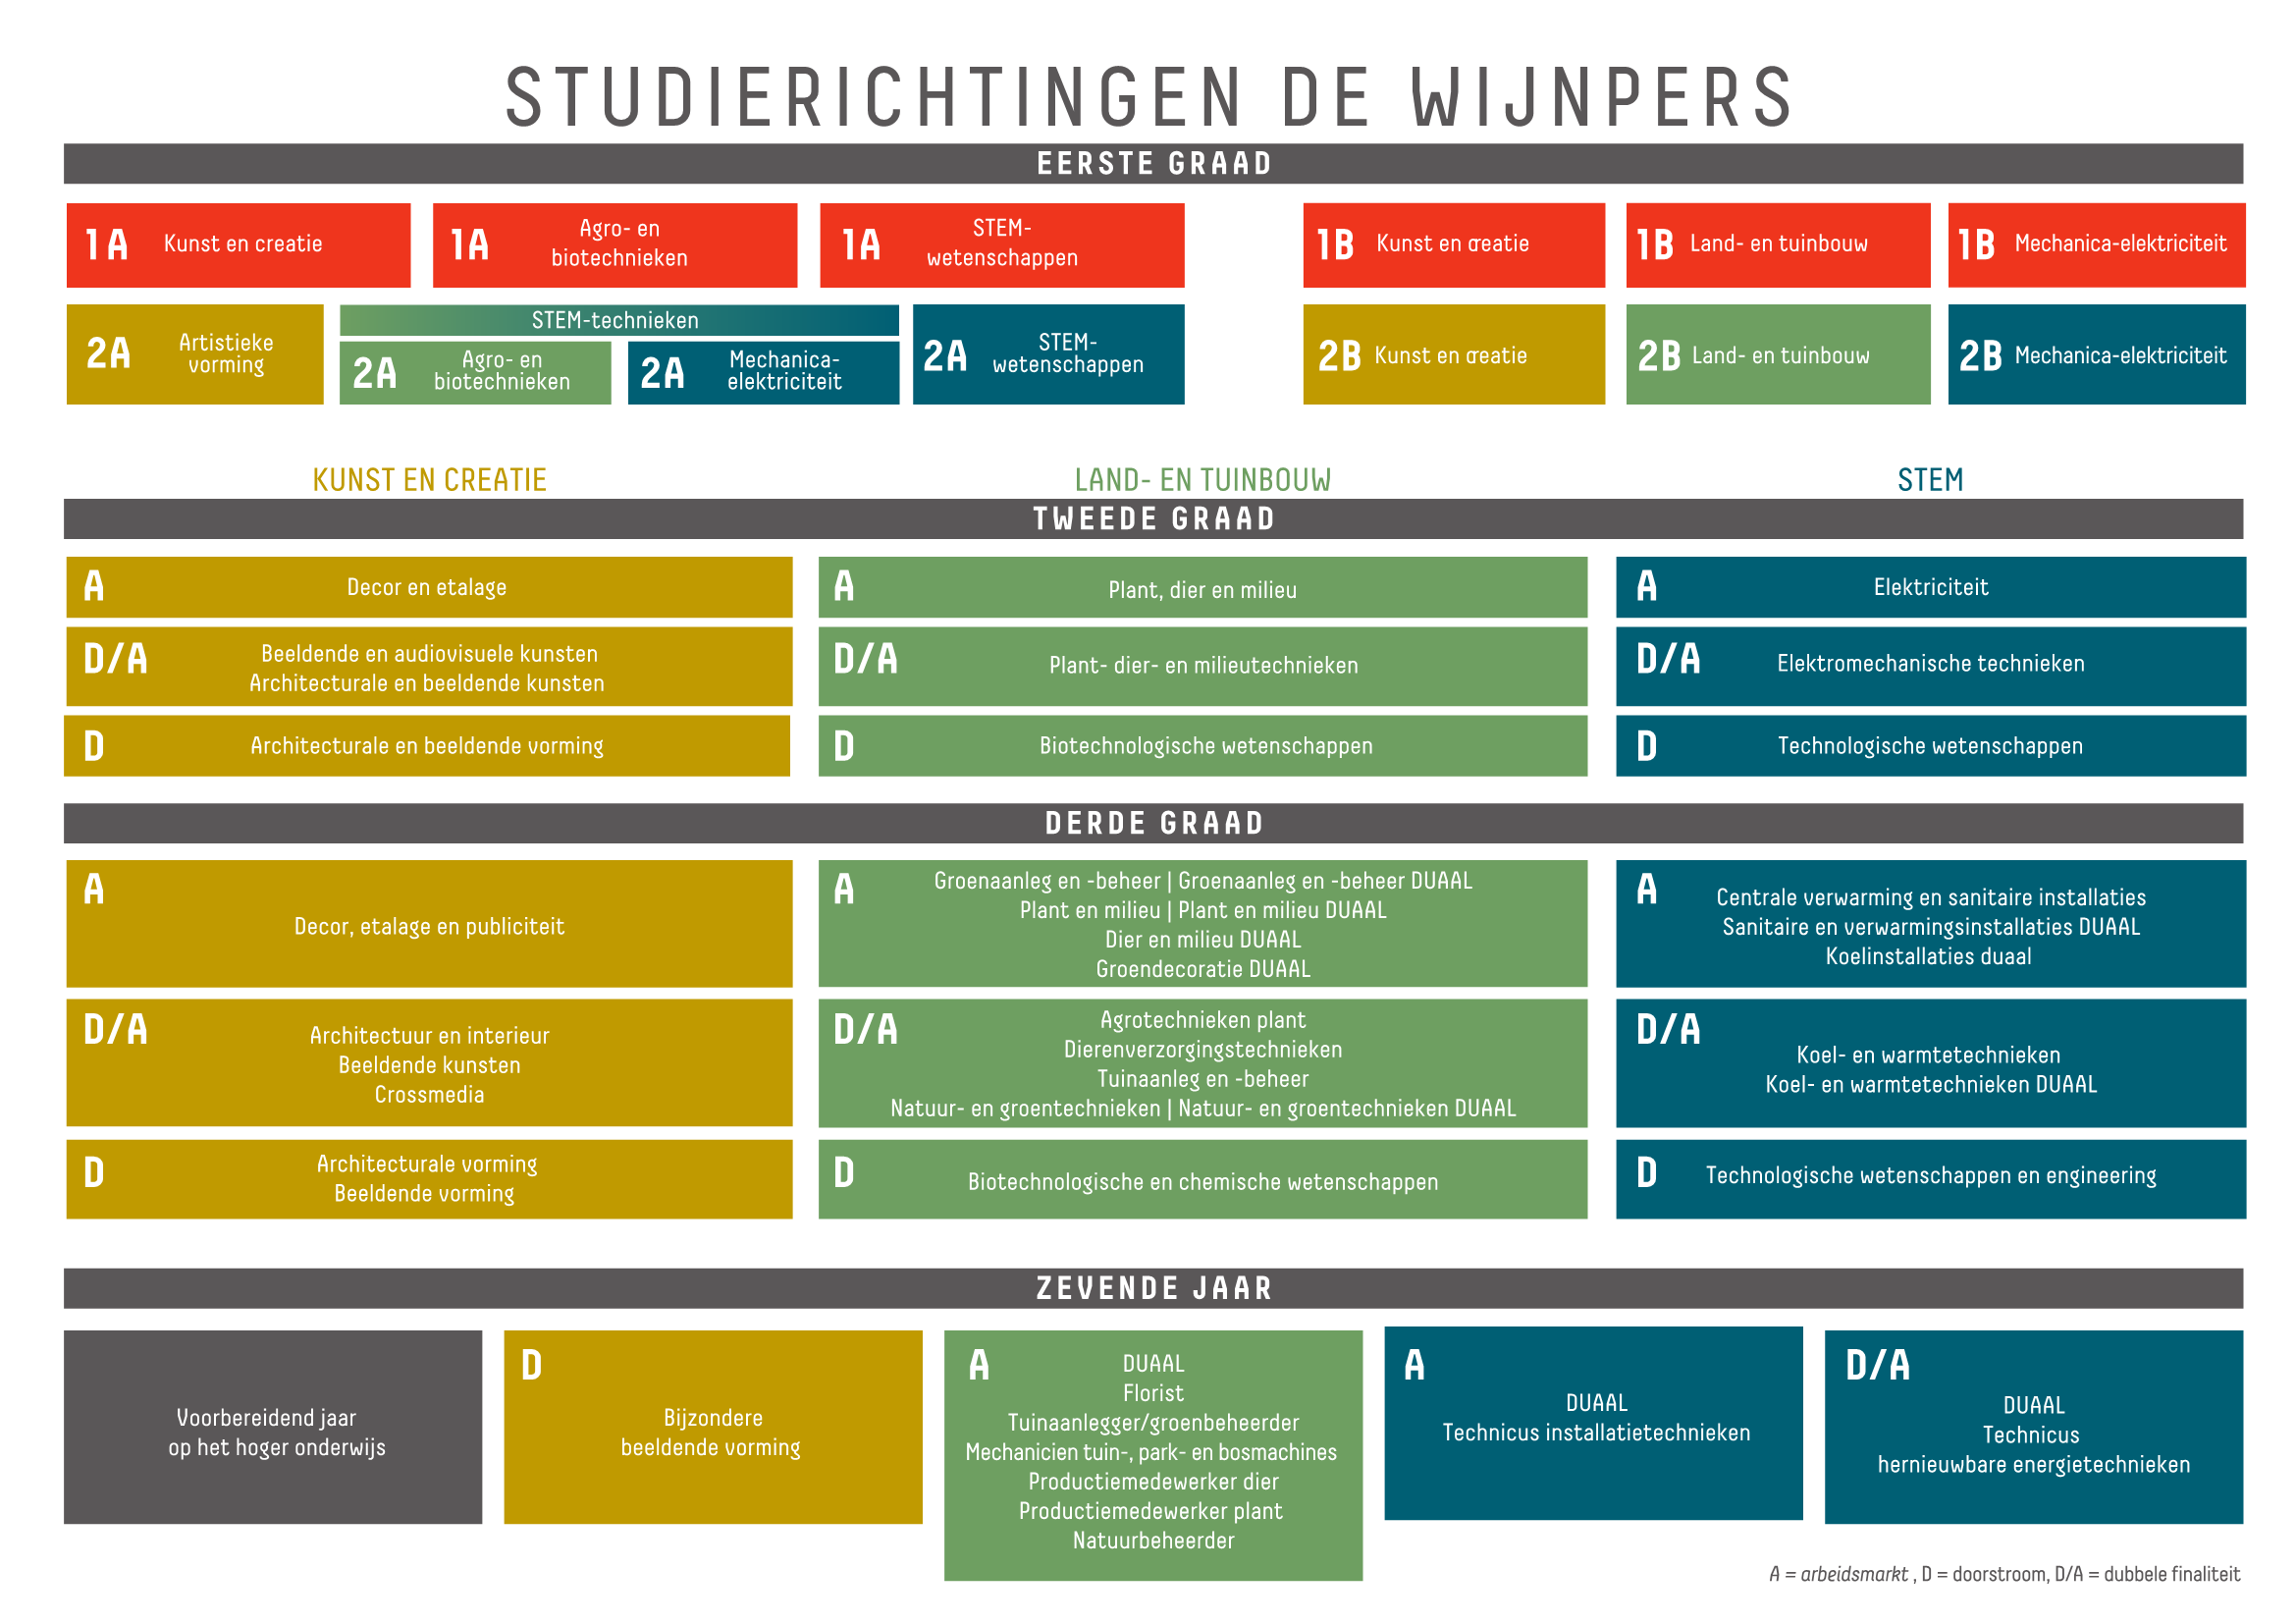 STUDIERICHTINGEN DE WIJNPERS
EERSTE GRAAD
1A Kunst en creatie
1A Agro- en
biotechnieken
1A STEM-
wetenschappen
1B Kunst en creatie
1B Land- en tuinbouw
1B Mechanica-elektriciteit
2A Artistieke
vorming
STEM-technieken
2A Agro- en
biotechnieken
2A Mechanica-
elektriciteit
2A STEM-
wetenschappen
2B Kunst en creatie
2B Land- en tuinbouw
2B Mechanica-elektriciteit
KUNST EN CREATIE
LAND- EN TUINBOUW
STEM
TWEEDE GRAAD
A Decor en etalage
A Plant, dier en milieu
A Elektriciteit
D/A Beeldende en audiovisuele kunsten
Architecturale en beeldende kunsten
D/A Plant- dier- en milieutechnieken
D/A Elektromechanische technieken
D Architecturale en beeldende vorming
D Biotechnologische wetenschappen
D Technologische wetenschappen
DERDE GRAAD
A Decor, etalage en publiciteit
A Groenaanleg en -beheer | Groenaanleg en -beheer DUAAL
Plant en milieu | Plant en milieu DUAAL
Dier en milieu DUAAL
Groendecoratie DUAAL
A Centrale verwarming en sanitaire installaties
Sanitaire en verwarmingsinstallaties DUAAL
Koelinstallaties duaal
D/A Architectuur en interieur
Beeldende kunsten
Crossmedia
D/A Agrotechnieken plant
Dierenverzorgingstechnieken
Tuinaanleg en -beheer
Natuur- en groentechnieken | Natuur- en groentechnieken DUAAL
D/A Koel- en warmtetechnieken
Koel- en warmtetechnieken DUAAL
D Architecturale vorming
Beeldende vorming
D Biotechnologische en chemische wetenschappen
D Technologische wetenschappen en engineering
ZEVENDE JAAR
Voorbereidend jaar
op het hoger onderwijs
D Bijzondere
beeldende vorming
A DUAAL
Florist
Tuinaanlegger/groenbeheerder
Mechanicien tuin-, park- en bosmachines
Productiemedewerker dier
Productiemedewerker plant
Natuurbeheerder
A DUAAL
Technicus installatietechnieken
D/A DUAAL
Technicus
hernieuwbare energietechnieken
A = arbeidsmarkt , D = doorstroom, D/A = dubbele finaliteit